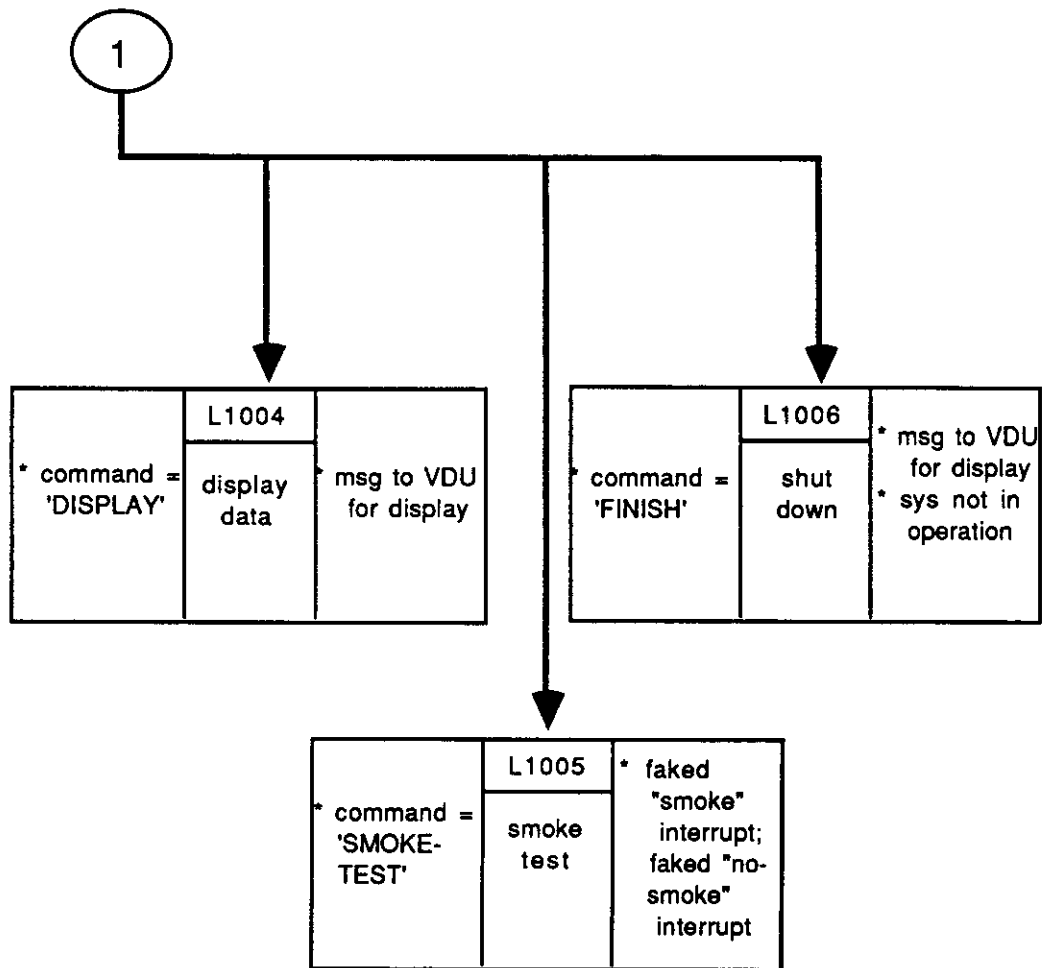 1
L1004
* command =
'DISPLAY'
display
data
* msg to VDU
for display
L1006
* command =
'FINISH'
shut
down
* msg to VDU
for display
* sys not in
operation
L1005
* command =
'SMOKE-
TEST'
smoke
test
* faked
"smoke"
interrupt;
faked "no-
smoke"
interrupt